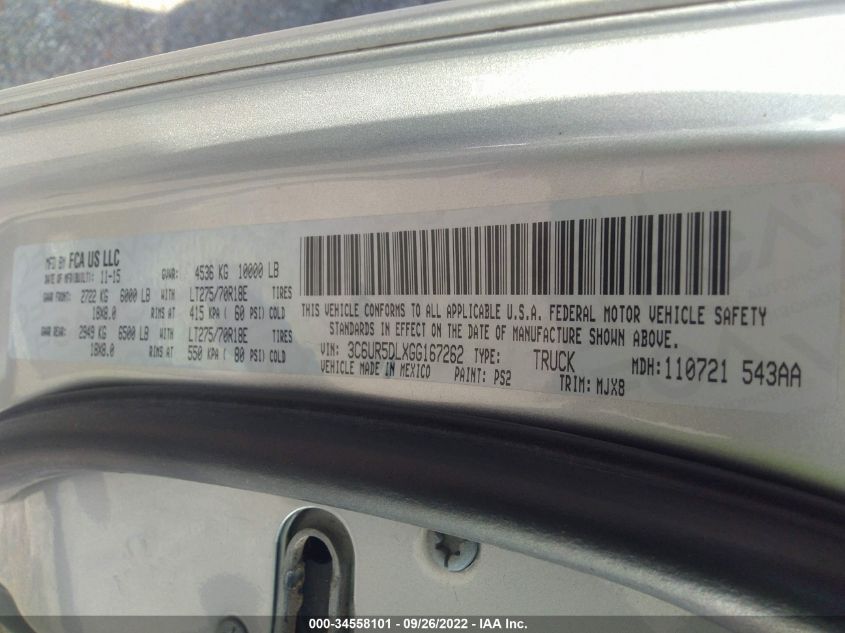 MFD BY FCA US LLC
DATE OF MFG(BUILT): 11-15 GVWR: 4536 KG 10000 LB
GAWR FRONT: 2722 KG 6000 LB WITH LT275/70R18E TIRES
18X8.0 RIMS AT 415 KPA ( 60 PSI) COLD
GAWR REAR: 2949 KG 6500 LB WITH LT275/70R18E TIRES
18X8.0 RIMS AT 550 KPA ( 80 PSI) COLD
THIS VEHICLE CONFORMS TO ALL APPLICABLE U.S.A. FEDERAL MOTOR VEHICLE SAFETY
STANDARDS IN EFFECT ON THE DATE OF MANUFACTURE SHOWN ABOVE.
VIN: 3C6UR5DLXGG167262 TYPE: TRUCK MDH:110721 543AA
VEHICLE MADE IN MEXICO PAINT: PS2 TRIM: MJX8
000-34558101 - 09/26/2022 - IAA Inc.